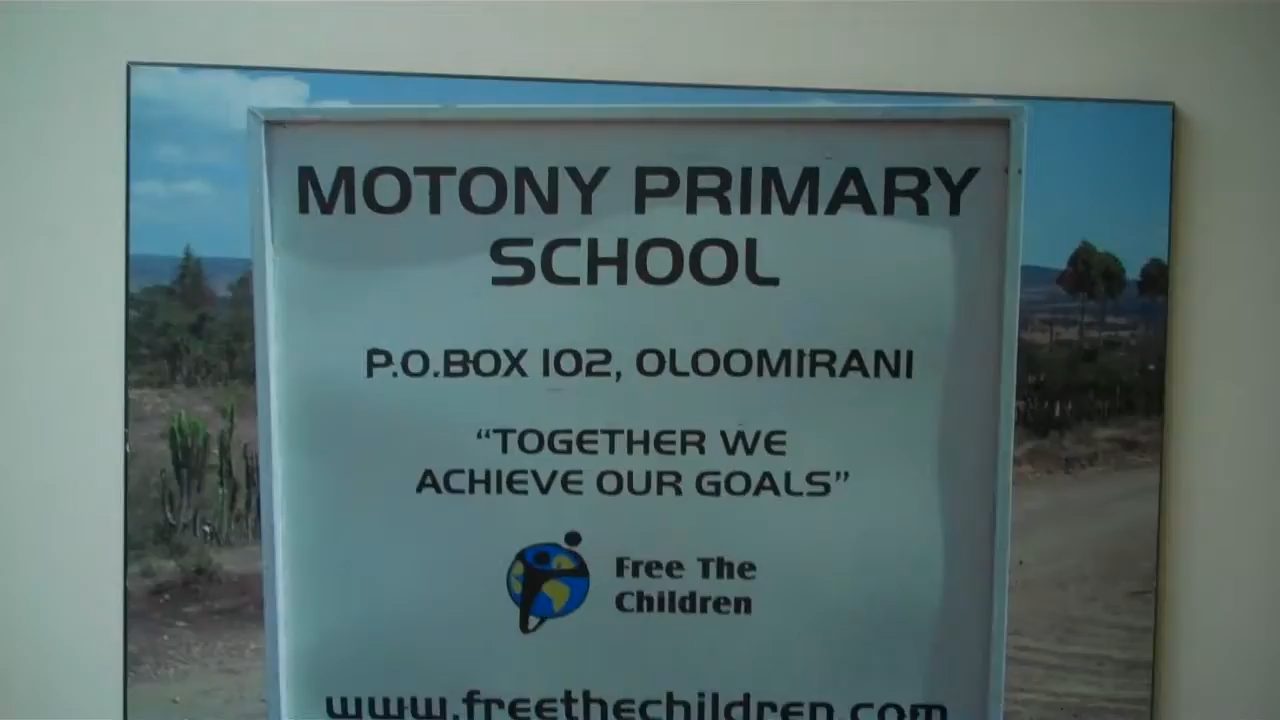 MOTONY PRIMARY
SCHOOL
P.O.BOX 102, OLOOMIRANI
“TOGETHER WE
ACHIEVE OUR GOALS”
Free The
Children
www.freethechildren.com